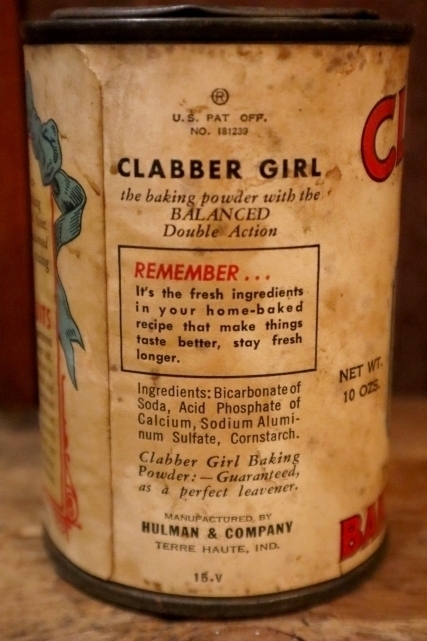 ®
U.S. PAT OFF.
NO. 181239
CLABBER GIRL
the baking powder with the
BALANCED
Double Action
REMEMBER...
It's the fresh ingredients
in your home-baked
recipe that make things
taste better, stay fresh
longer.
Ingredients: Bicarbonate of
Soda, Acid Phosphate of
Calcium, Sodium Alumi-
num Sulfate, Cornstarch.
Clabber Girl Baking
Powder:—Guaranteed,
as a perfect leavener.
MANUFACTURED BY
HULMAN & COMPANY
TERRE HAUTE, IND.
15-V
NET WT.
10 OZS.